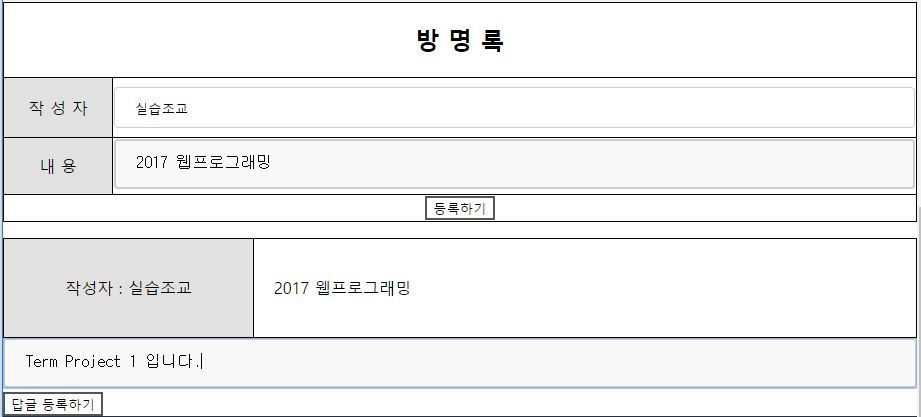 방 명 록
작 성 자 실습조교
내 용 2017 웹프로그래밍
등록하기
작성자 : 실습조교 2017 웹프로그래밍
Term Project 1 입니다.
답글 등록하기